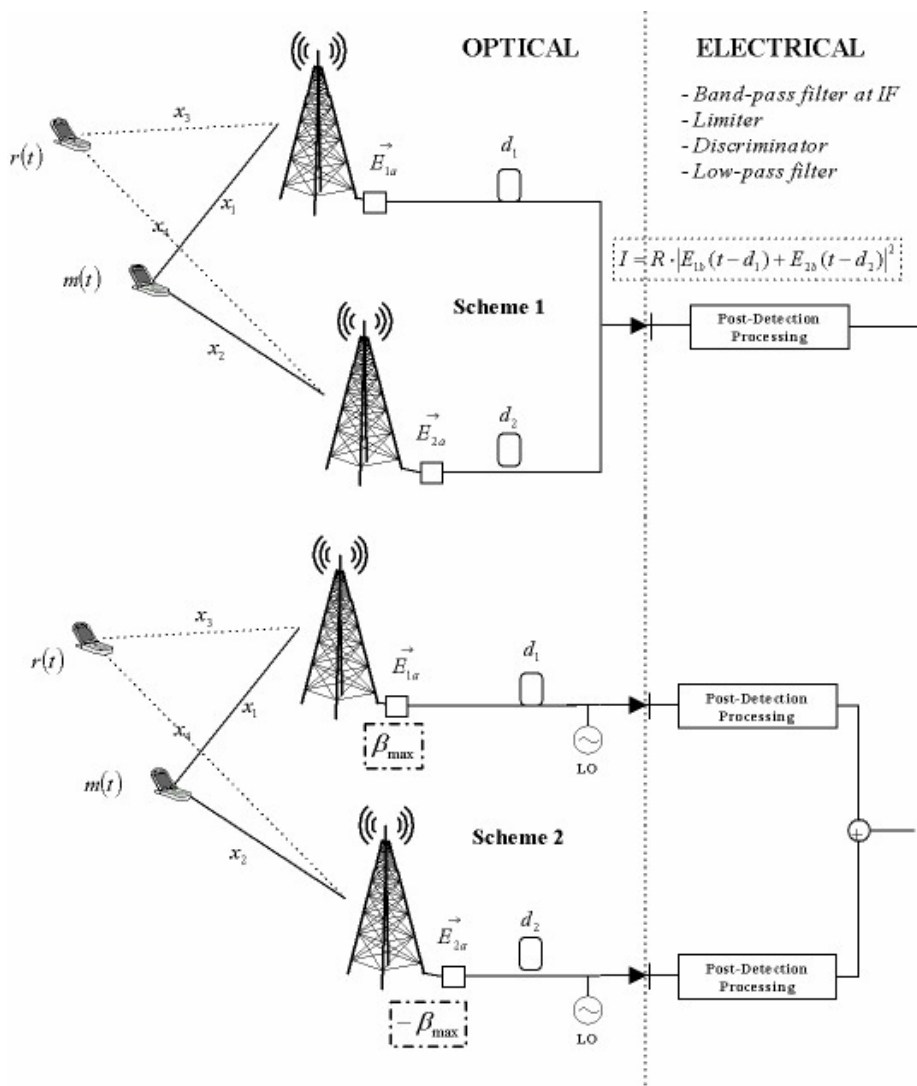 OPTICAL
ELECTRICAL
- Band-pass filter at IF
- Limiter
- Discriminator
- Low-pass filter
x₃
r(t)
E₁ₐ
d₁
x₁
x₄
m(t)
I = R·|E₁b(t−d₁) + E₂b(t−d₂)|²
Scheme 1
Post-Detection
Processing
x₂
d₂
E₂ₐ
x₃
r(t)
E₁ₐ
d₁
x₁
Post-Detection
Processing
x₄
βmax
LO
m(t)
Scheme 2
x₂
+
d₂
E₂ₐ
Post-Detection
Processing
−βmax
LO